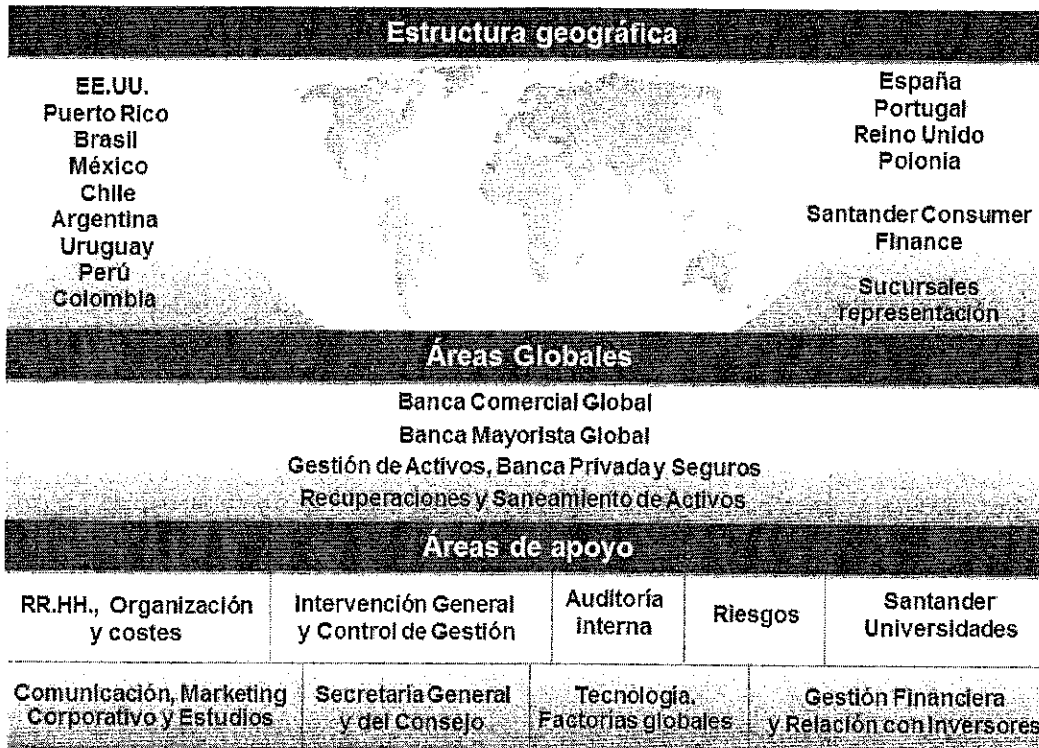 Estructura geográfica
EE.UU.
Puerto Rico
Brasil
México
Chile
Argentina
Uruguay
Perú
Colombia
España
Portugal
Reino Unido
Polonia
Santander Consumer
Finance
Sucursales
representación
Áreas Globales
Banca Comercial Global
Banca Mayorista Global
Gestión de Activos, Banca Privada y Seguros
Recuperaciones y Saneamiento de Activos
Áreas de apoyo
RR.HH., Organización
y costes
Intervención General
y Control de Gestión
Auditoría
interna
Riesgos
Santander
Universidades
Comunicación, Marketing
Corporativo y Estudios
Secretaría General
y del Consejo
Tecnología.
Factorías globales
Gestión Financiera
y Relación con Inversores